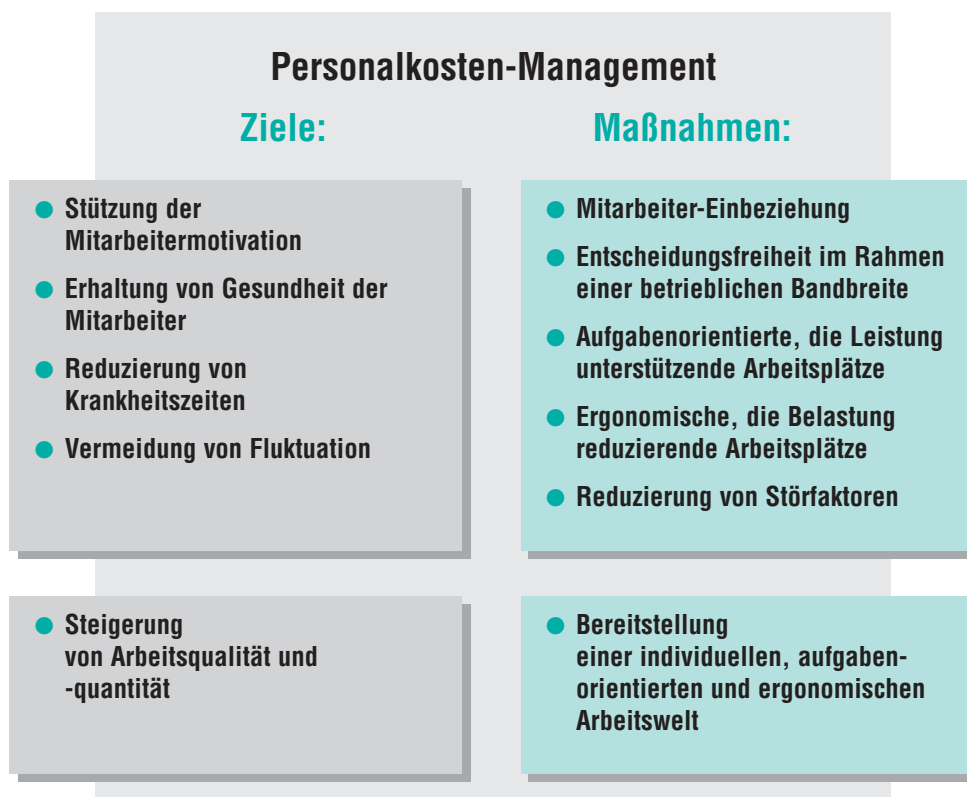 Personalkosten-Management
Ziele:
Maßnahmen:
● Stützung der
Mitarbeitermotivation
● Erhaltung von Gesundheit der
Mitarbeiter
● Reduzierung von
Krankheitszeiten
● Vermeidung von Fluktuation
● Mitarbeiter-Einbeziehung
● Entscheidungsfreiheit im Rahmen
einer betrieblichen Bandbreite
● Aufgabenorientierte, die Leistung
unterstützende Arbeitsplätze
● Ergonomische, die Belastung
reduzierende Arbeitsplätze
● Reduzierung von Störfaktoren
● Steigerung
von Arbeitsqualität und
-quantität
● Bereitstellung
einer individuellen, aufgaben-
orientierten und ergonomischen
Arbeitswelt